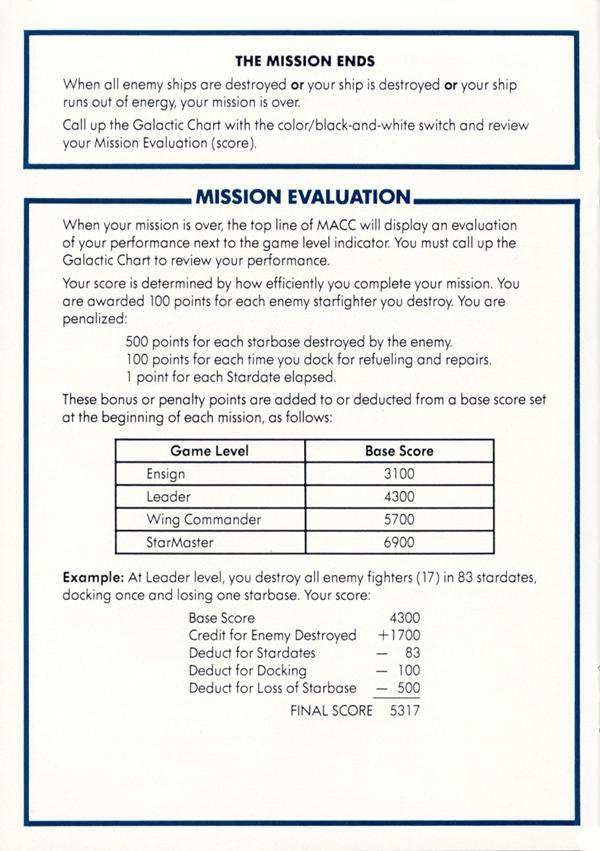 THE MISSION ENDS
When all enemy ships are destroyed or your ship is destroyed or your ship
runs out of energy, your mission is over.
Call up the Galactic Chart with the color/black-and-white switch and review
your Mission Evaluation (score).
MISSION EVALUATION
When your mission is over, the top line of MACC will display an evaluation
of your performance next to the game level indicator. You must call up the
Galactic Chart to review your performance.
Your score is determined by how efficiently you complete your mission. You
are awarded 100 points for each enemy starfighter you destroy. You are
penalized:
500 points for each starbase destroyed by the enemy.
100 points for each time you dock for refueling and repairs.
1 point for each Stardate elapsed.
These bonus or penalty points are added to or deducted from a base score set
at the beginning of each mission, as follows:
Game Level Base Score
Ensign 3100
Leader 4300
Wing Commander 5700
StarMaster 6900
Example: At Leader level, you destroy all enemy fighters (17) in 83 stardates,
docking once and losing one starbase. Your score:
Base Score 4300
Credit for Enemy Destroyed +1700
Deduct for Stardates — 83
Deduct for Docking — 100
Deduct for Loss of Starbase — 500
FINAL SCORE 5317